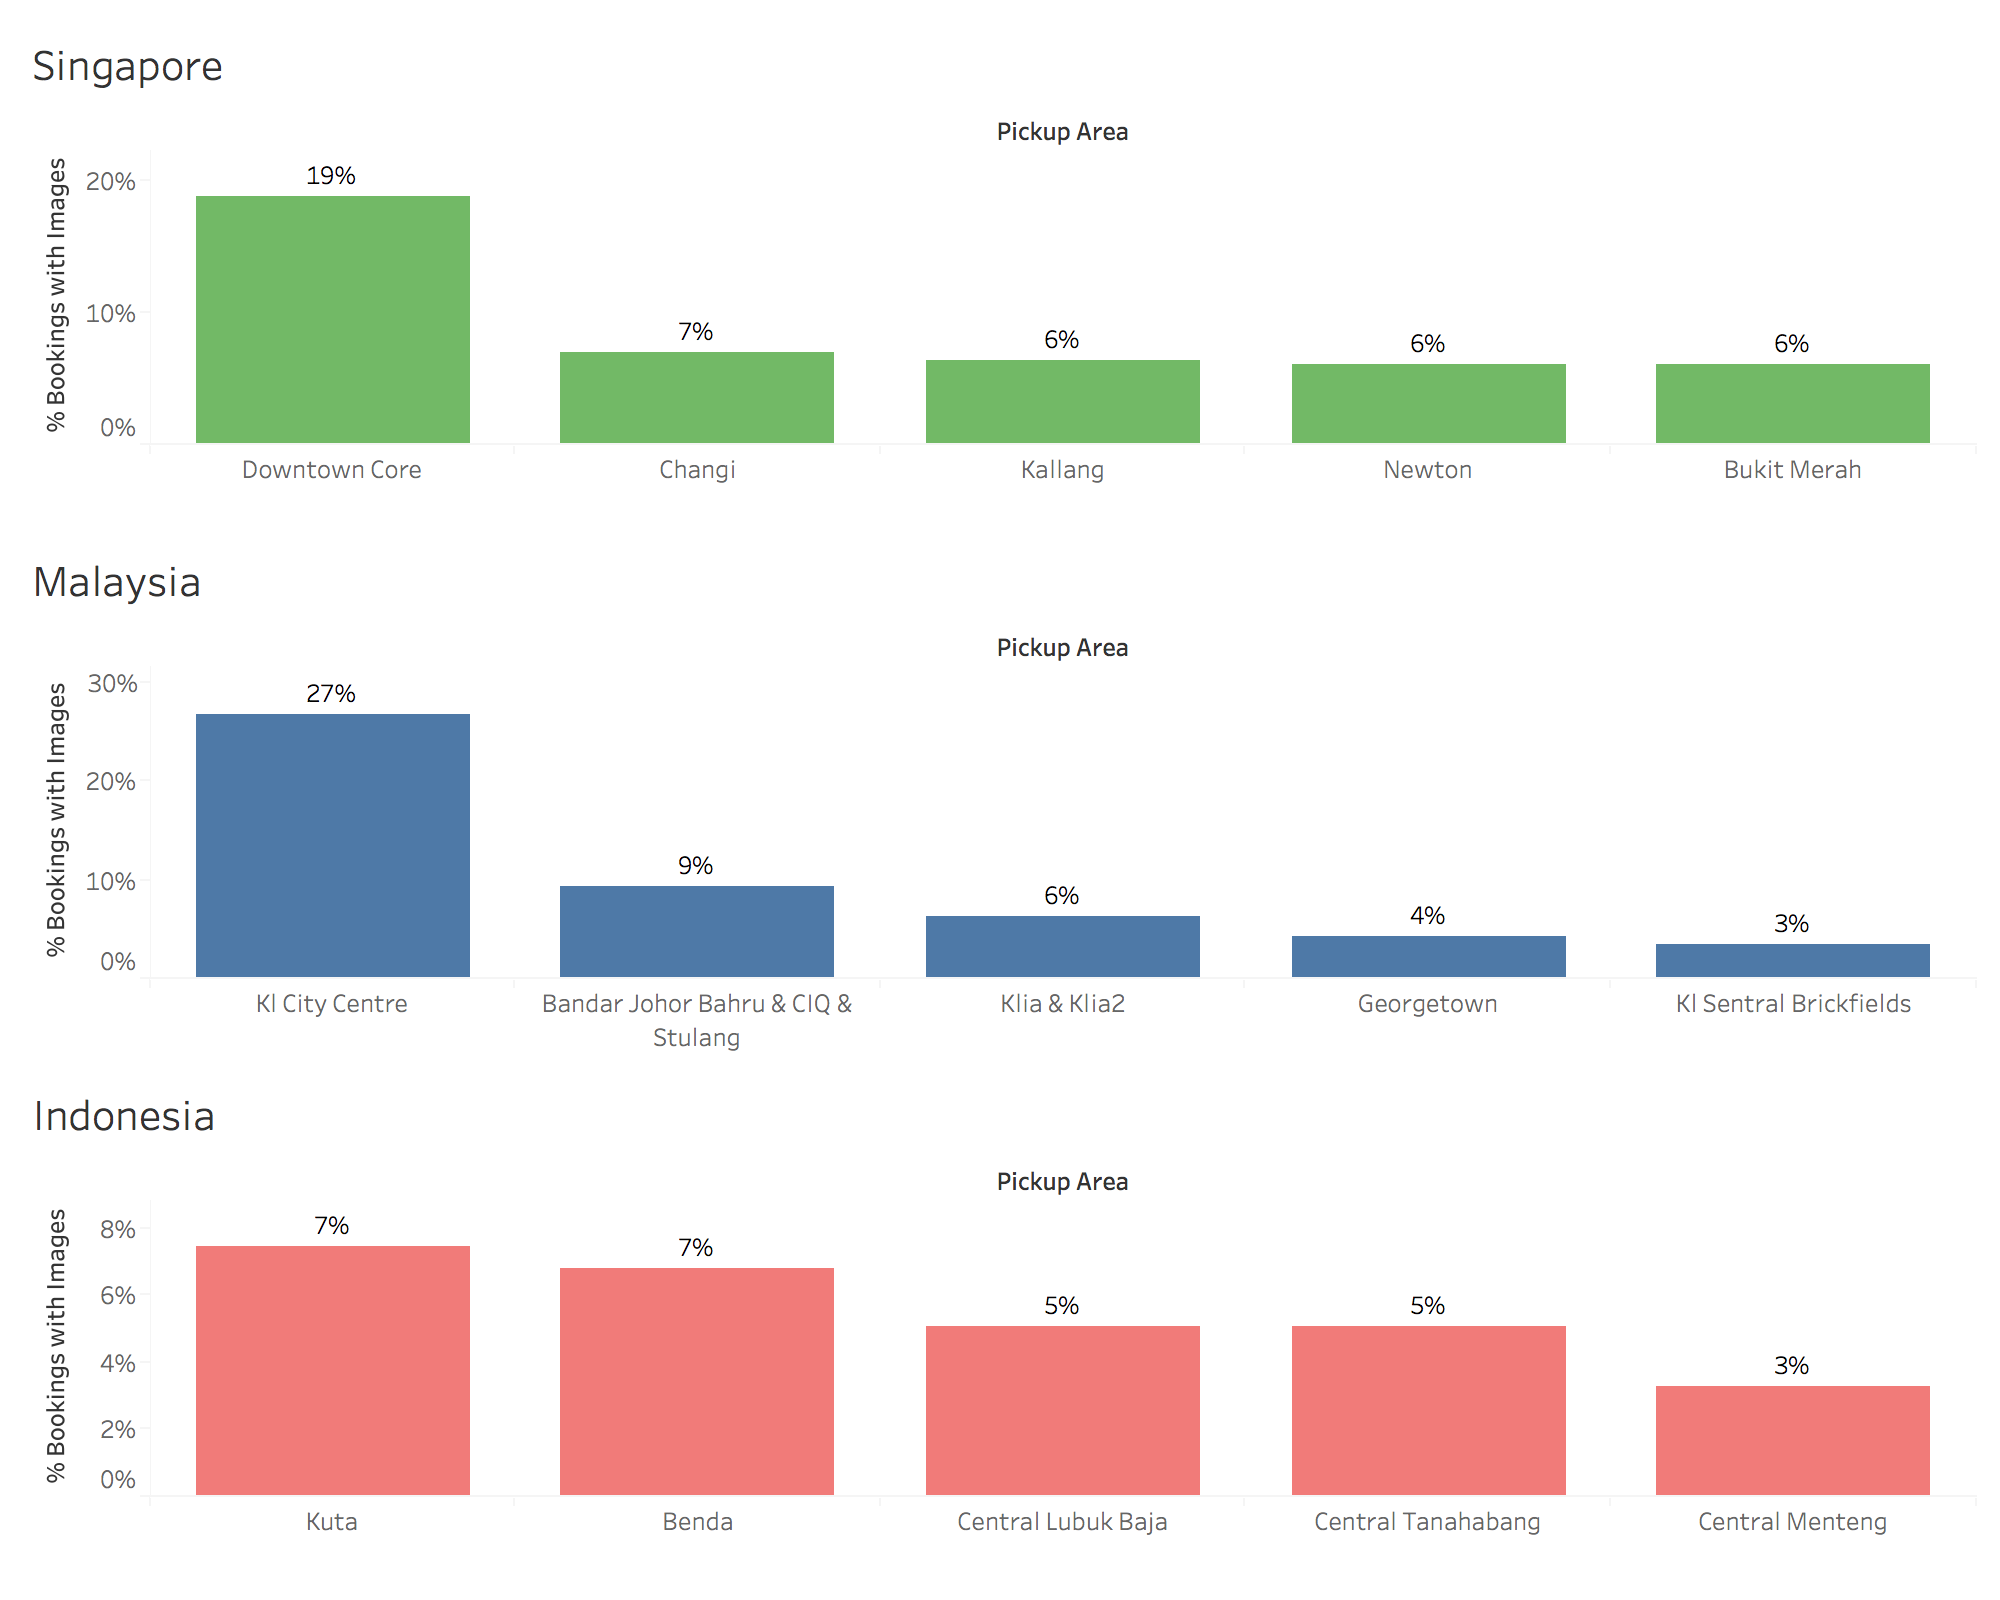 Singapore
Pickup Area
% Bookings with Images
20%
10%
0%
19%
7%
6%
6%
6%
Downtown Core
Changi
Kallang
Newton
Bukit Merah
Malaysia
Pickup Area
% Bookings with Images
30%
20%
10%
0%
27%
9%
6%
4%
3%
Kl City Centre
Bandar Johor Bahru & CIQ &
Stulang
Klia & Klia2
Georgetown
Kl Sentral Brickfields
Indonesia
Pickup Area
% Bookings with Images
8%
6%
4%
2%
0%
7%
7%
5%
5%
3%
Kuta
Benda
Central Lubuk Baja
Central Tanahabang
Central Menteng